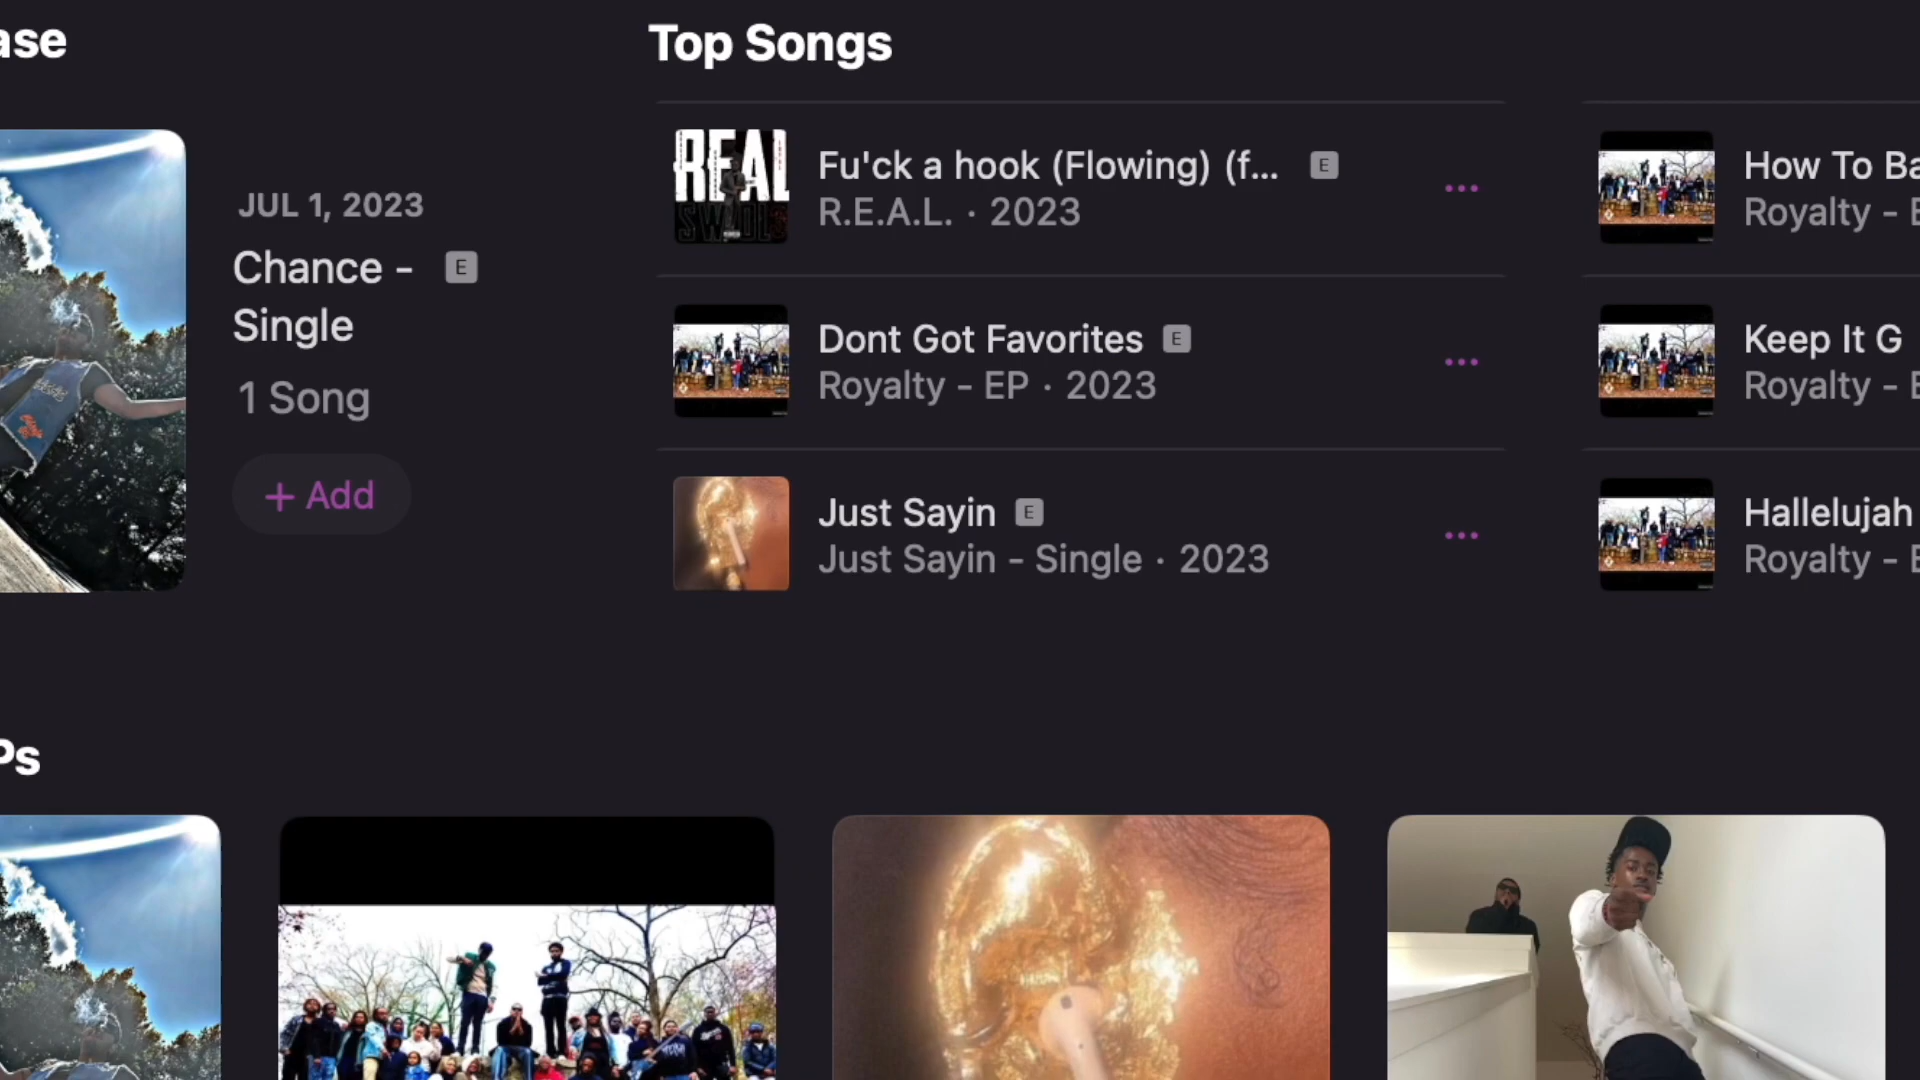 ase
JUL 1, 2023
Chance - E
Single
1 Song
+ Add
Top Songs
REAL
Fu'ck a hook (Flowing) (f... E
R.E.A.L. · 2023
Dont Got Favorites E
Royalty - EP · 2023
Just Sayin E
Just Sayin - Single · 2023
How To Ba
Royalty - E
Keep It G
Royalty - E
Hallelujah
Royalty - E
Ps